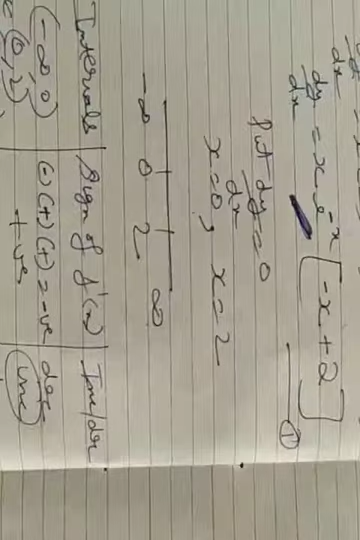 dx
dy/dx = x e^-x [-x + 2] ①
Put dy/dx = 0
x=0, x=2
-∞ 0 2 ∞
Intervals | Sign of f'(x) | Inc/dec
(-∞, 0) | (-)(+)(+) = -ve | dec
(0, 2) | +ve | inc